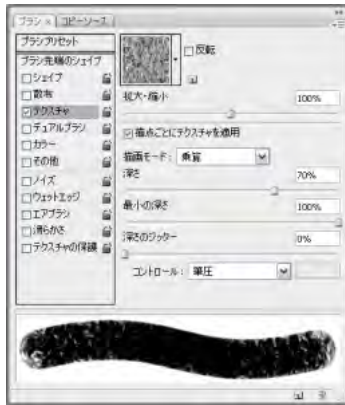 ブラシ × コピーソース
ブラシプリセット
ブラシ先端のシェイプ
シェイプ
散布
テクスチャ
デュアルブラシ
カラー
その他
ノイズ
ウェットエッジ
エアブラシ
滑らかさ
テクスチャの保護
反転
拡大・縮小 100%
描点ごとにテクスチャを適用
描画モード: 乗算
深さ 70%
最小の深さ 100%
深さのジッター 0%
コントロール: 筆圧